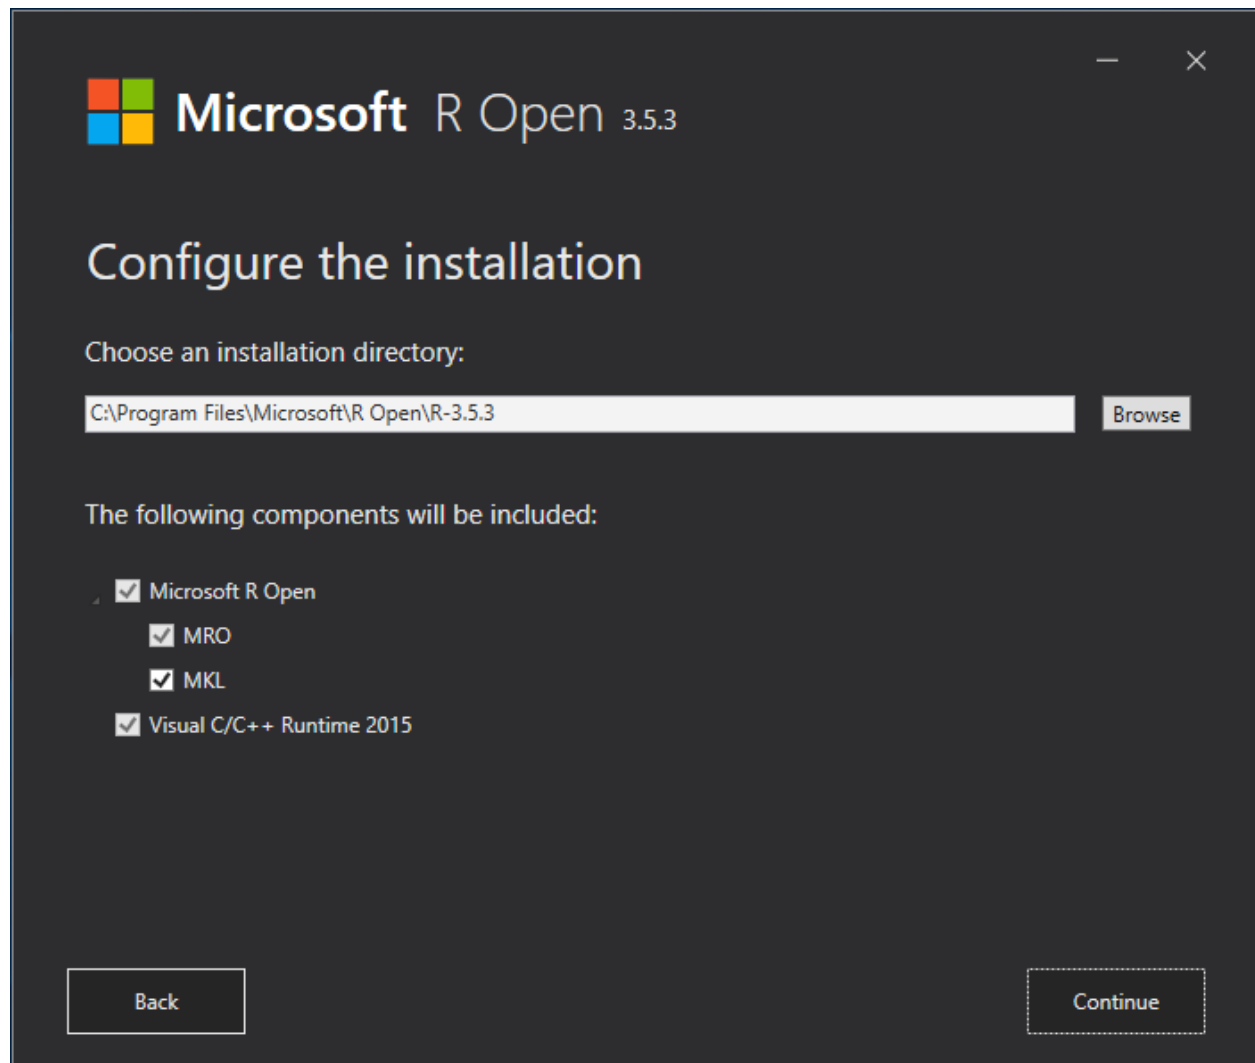 Microsoft R Open 3.5.3
Configure the installation
Choose an installation directory:
C:\Program Files\Microsoft\R Open\R-3.5.3 Browse
The following components will be included:
Microsoft R Open
MRO
MKL
Visual C/C++ Runtime 2015
Back Continue